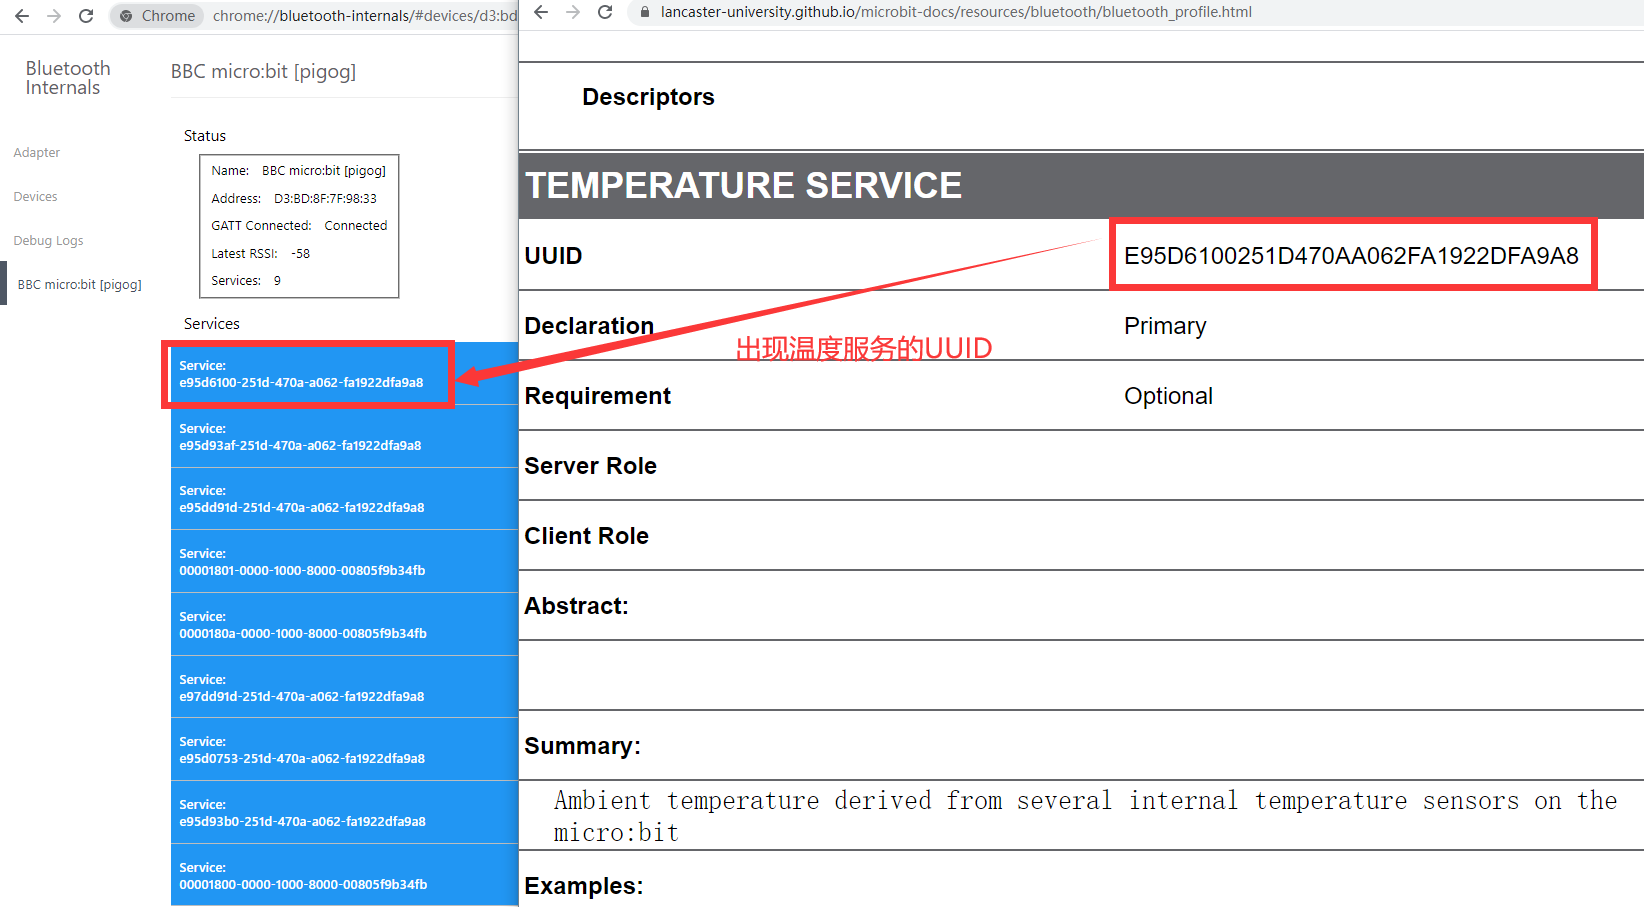 Chrome
chrome://bluetooth-internals/#devices/d3:bd
Bluetooth
Internals
Adapter
Devices
Debug Logs
BBC micro:bit [pigog]
BBC micro:bit [pigog]
Status
Name: BBC micro:bit [pigog]
Address: D3:BD:8F:7F:98:33
GATT Connected: Connected
Latest RSSI: -58
Services: 9
Services
Service:
e95d6100-251d-470a-a062-fa1922dfa9a8
Service:
e95d93af-251d-470a-a062-fa1922dfa9a8
Service:
e95dd91d-251d-470a-a062-fa1922dfa9a8
Service:
00001801-0000-1000-8000-00805f9b34fb
Service:
0000180a-0000-1000-8000-00805f9b34fb
Service:
e97dd91d-251d-470a-a062-fa1922dfa9a8
Service:
e95d0753-251d-470a-a062-fa1922dfa9a8
Service:
e95d93b0-251d-470a-a062-fa1922dfa9a8
Service:
00001800-0000-1000-8000-00805f9b34fb
lancaster-university.github.io/microbit-docs/resources/bluetooth/bluetooth_profile.html
Descriptors
TEMPERATURE SERVICE
UUID E95D6100251D470AA062FA1922DFA9A8
Declaration Primary
出现温度服务的UUID
Requirement Optional
Server Role
Client Role
Abstract:
Summary:
Ambient temperature derived from several internal temperature sensors on the
micro:bit
Examples: